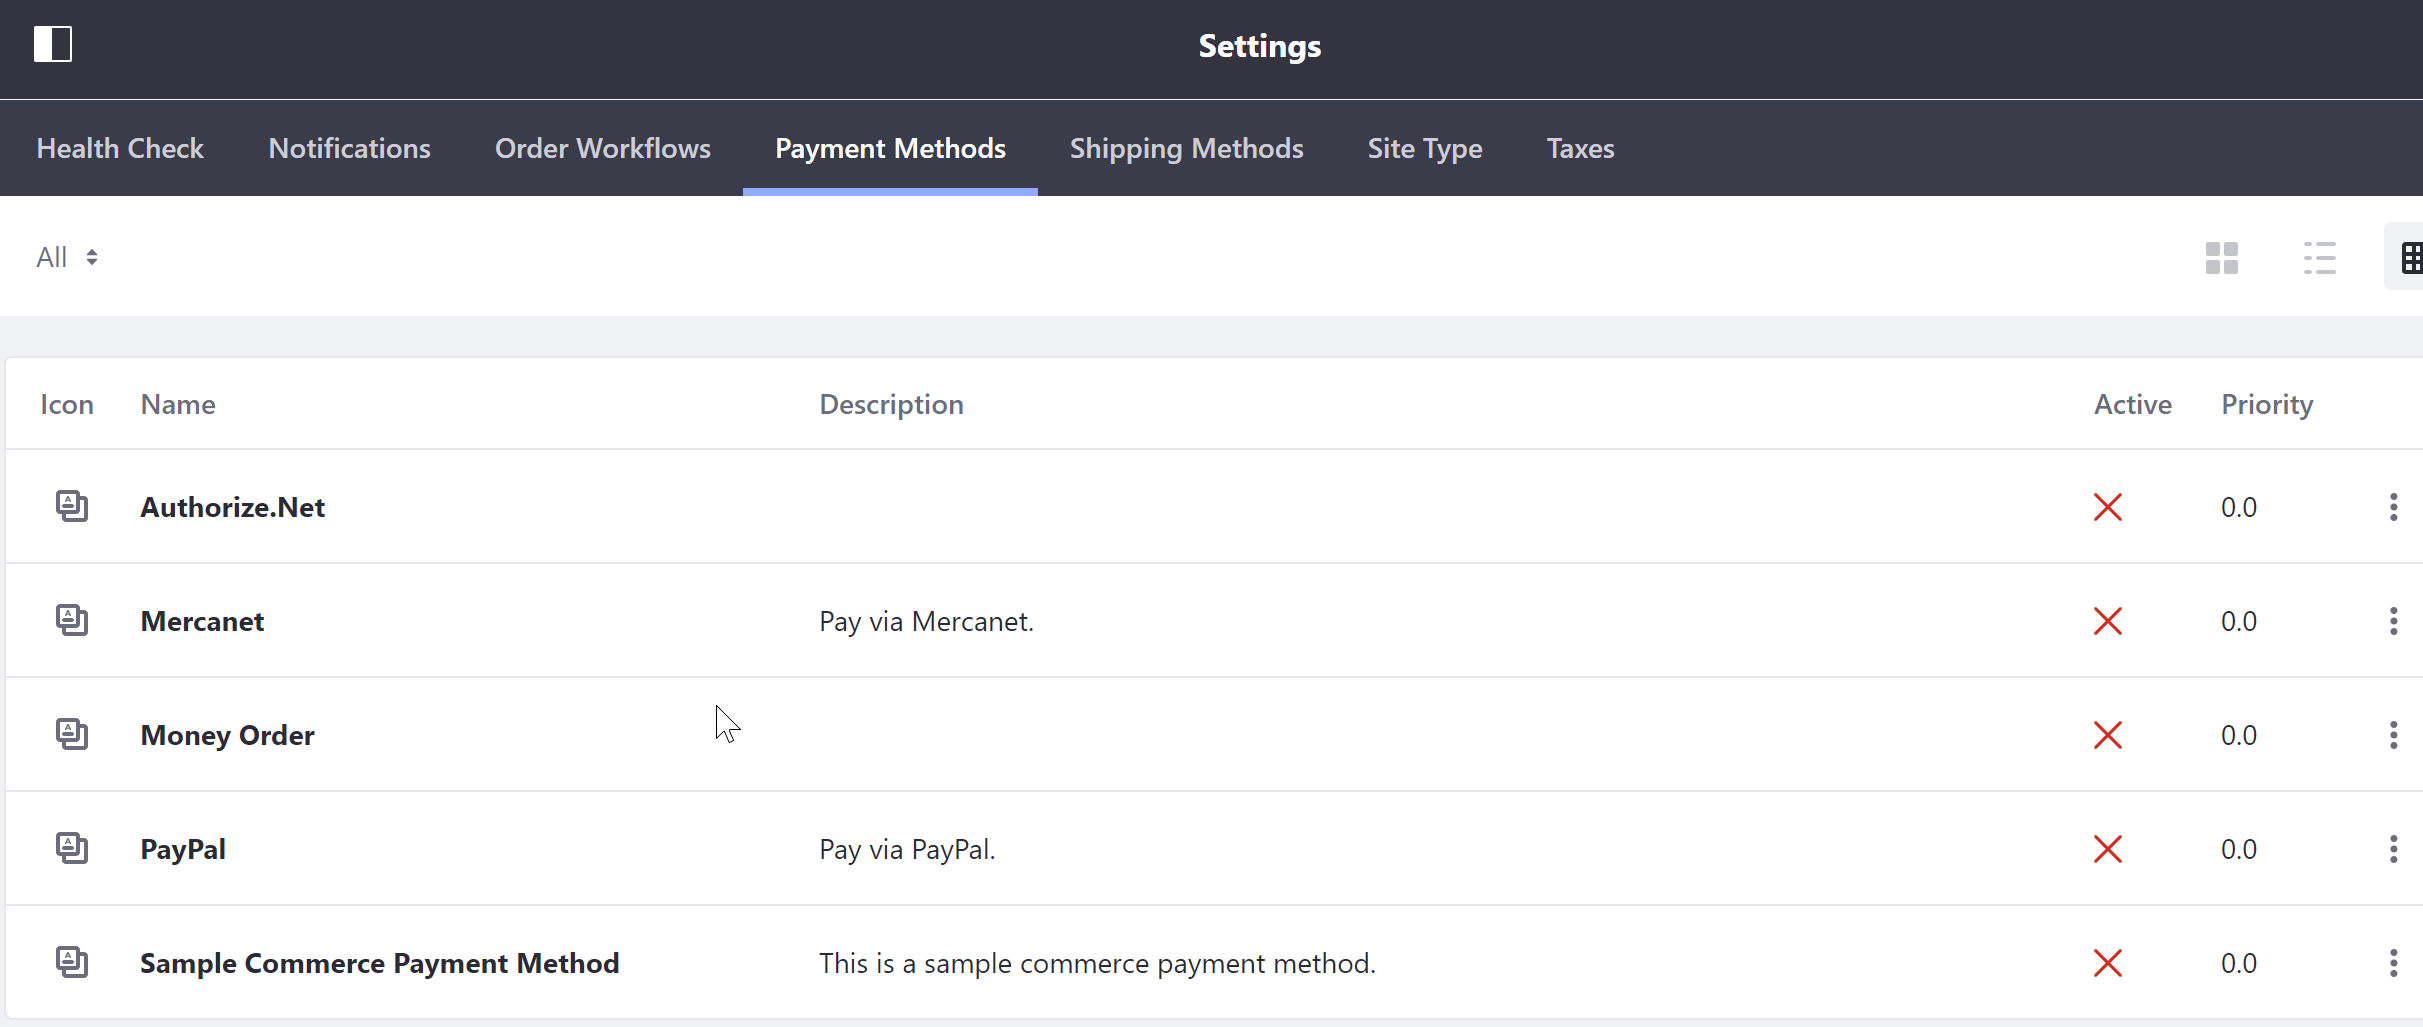 Settings
Health Check Notifications Order Workflows Payment Methods Shipping Methods Site Type Taxes
All
Icon Name Description Active Priority
Authorize.Net 0.0
Mercanet Pay via Mercanet. 0.0
Money Order 0.0
PayPal Pay via PayPal. 0.0
Sample Commerce Payment Method This is a sample commerce payment method. 0.0